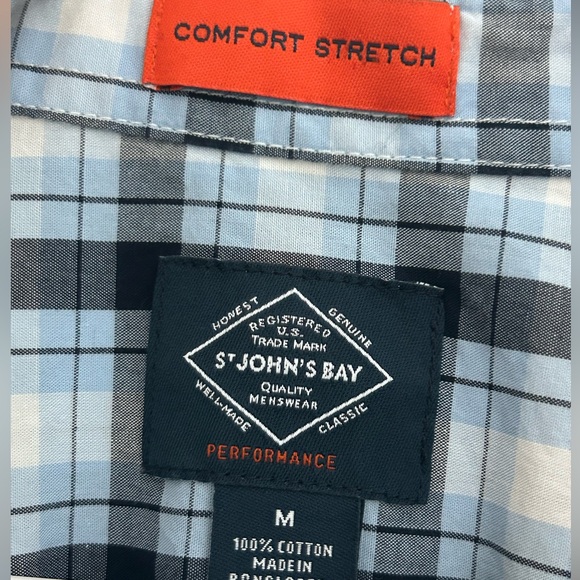 COMFORT STRETCH
HONEST
GENUINE
REGISTERED
U.S.
TRADE MARK
ST JOHN'S BAY
QUALITY
MENSWEAR
WELL-MADE
CLASSIC
PERFORMANCE
M
100% COTTON
MADE IN